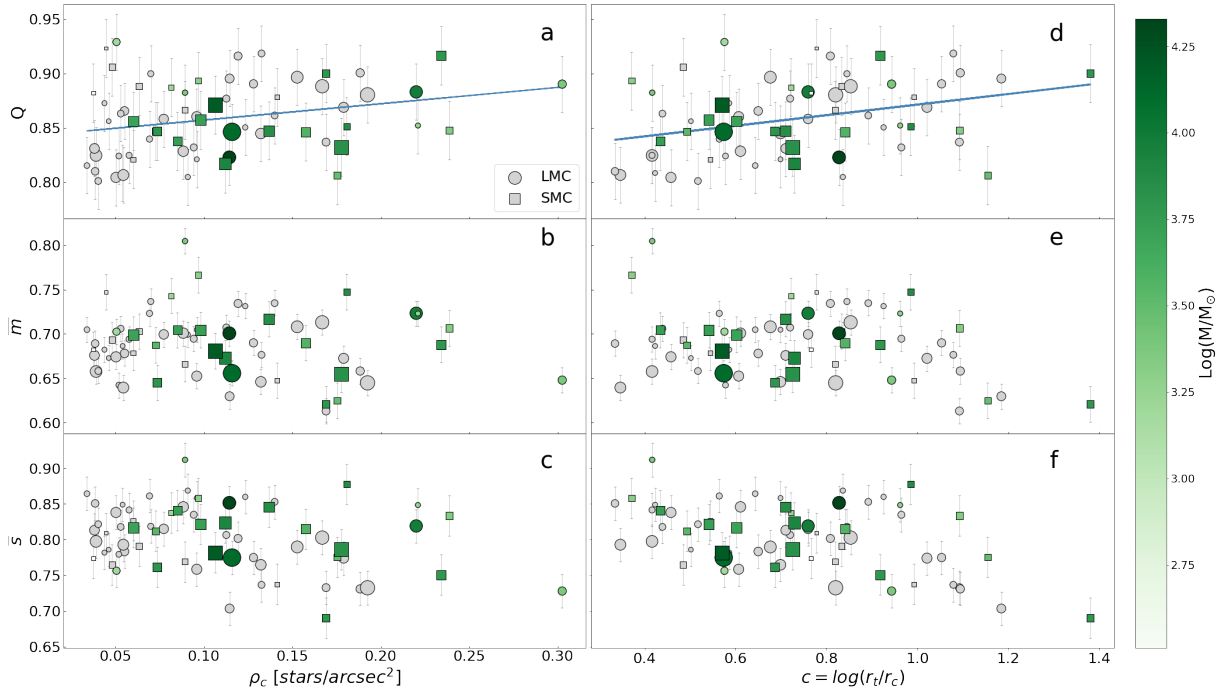 0.95
0.90
0.85
0.80
Q
a
LMC
SMC
d
0.80
0.75
0.70
0.65
0.60
m
b
e
0.90
0.85
0.80
0.75
0.70
0.65
s
c
f
0.05 0.10 0.15 0.20 0.25 0.30
ρc [stars/arcsec²]
0.4 0.6 0.8 1.0 1.2 1.4
c = log(rt/rc)
4.25
4.00
3.75
3.50
3.25
3.00
2.75
Log(M/M⊙)